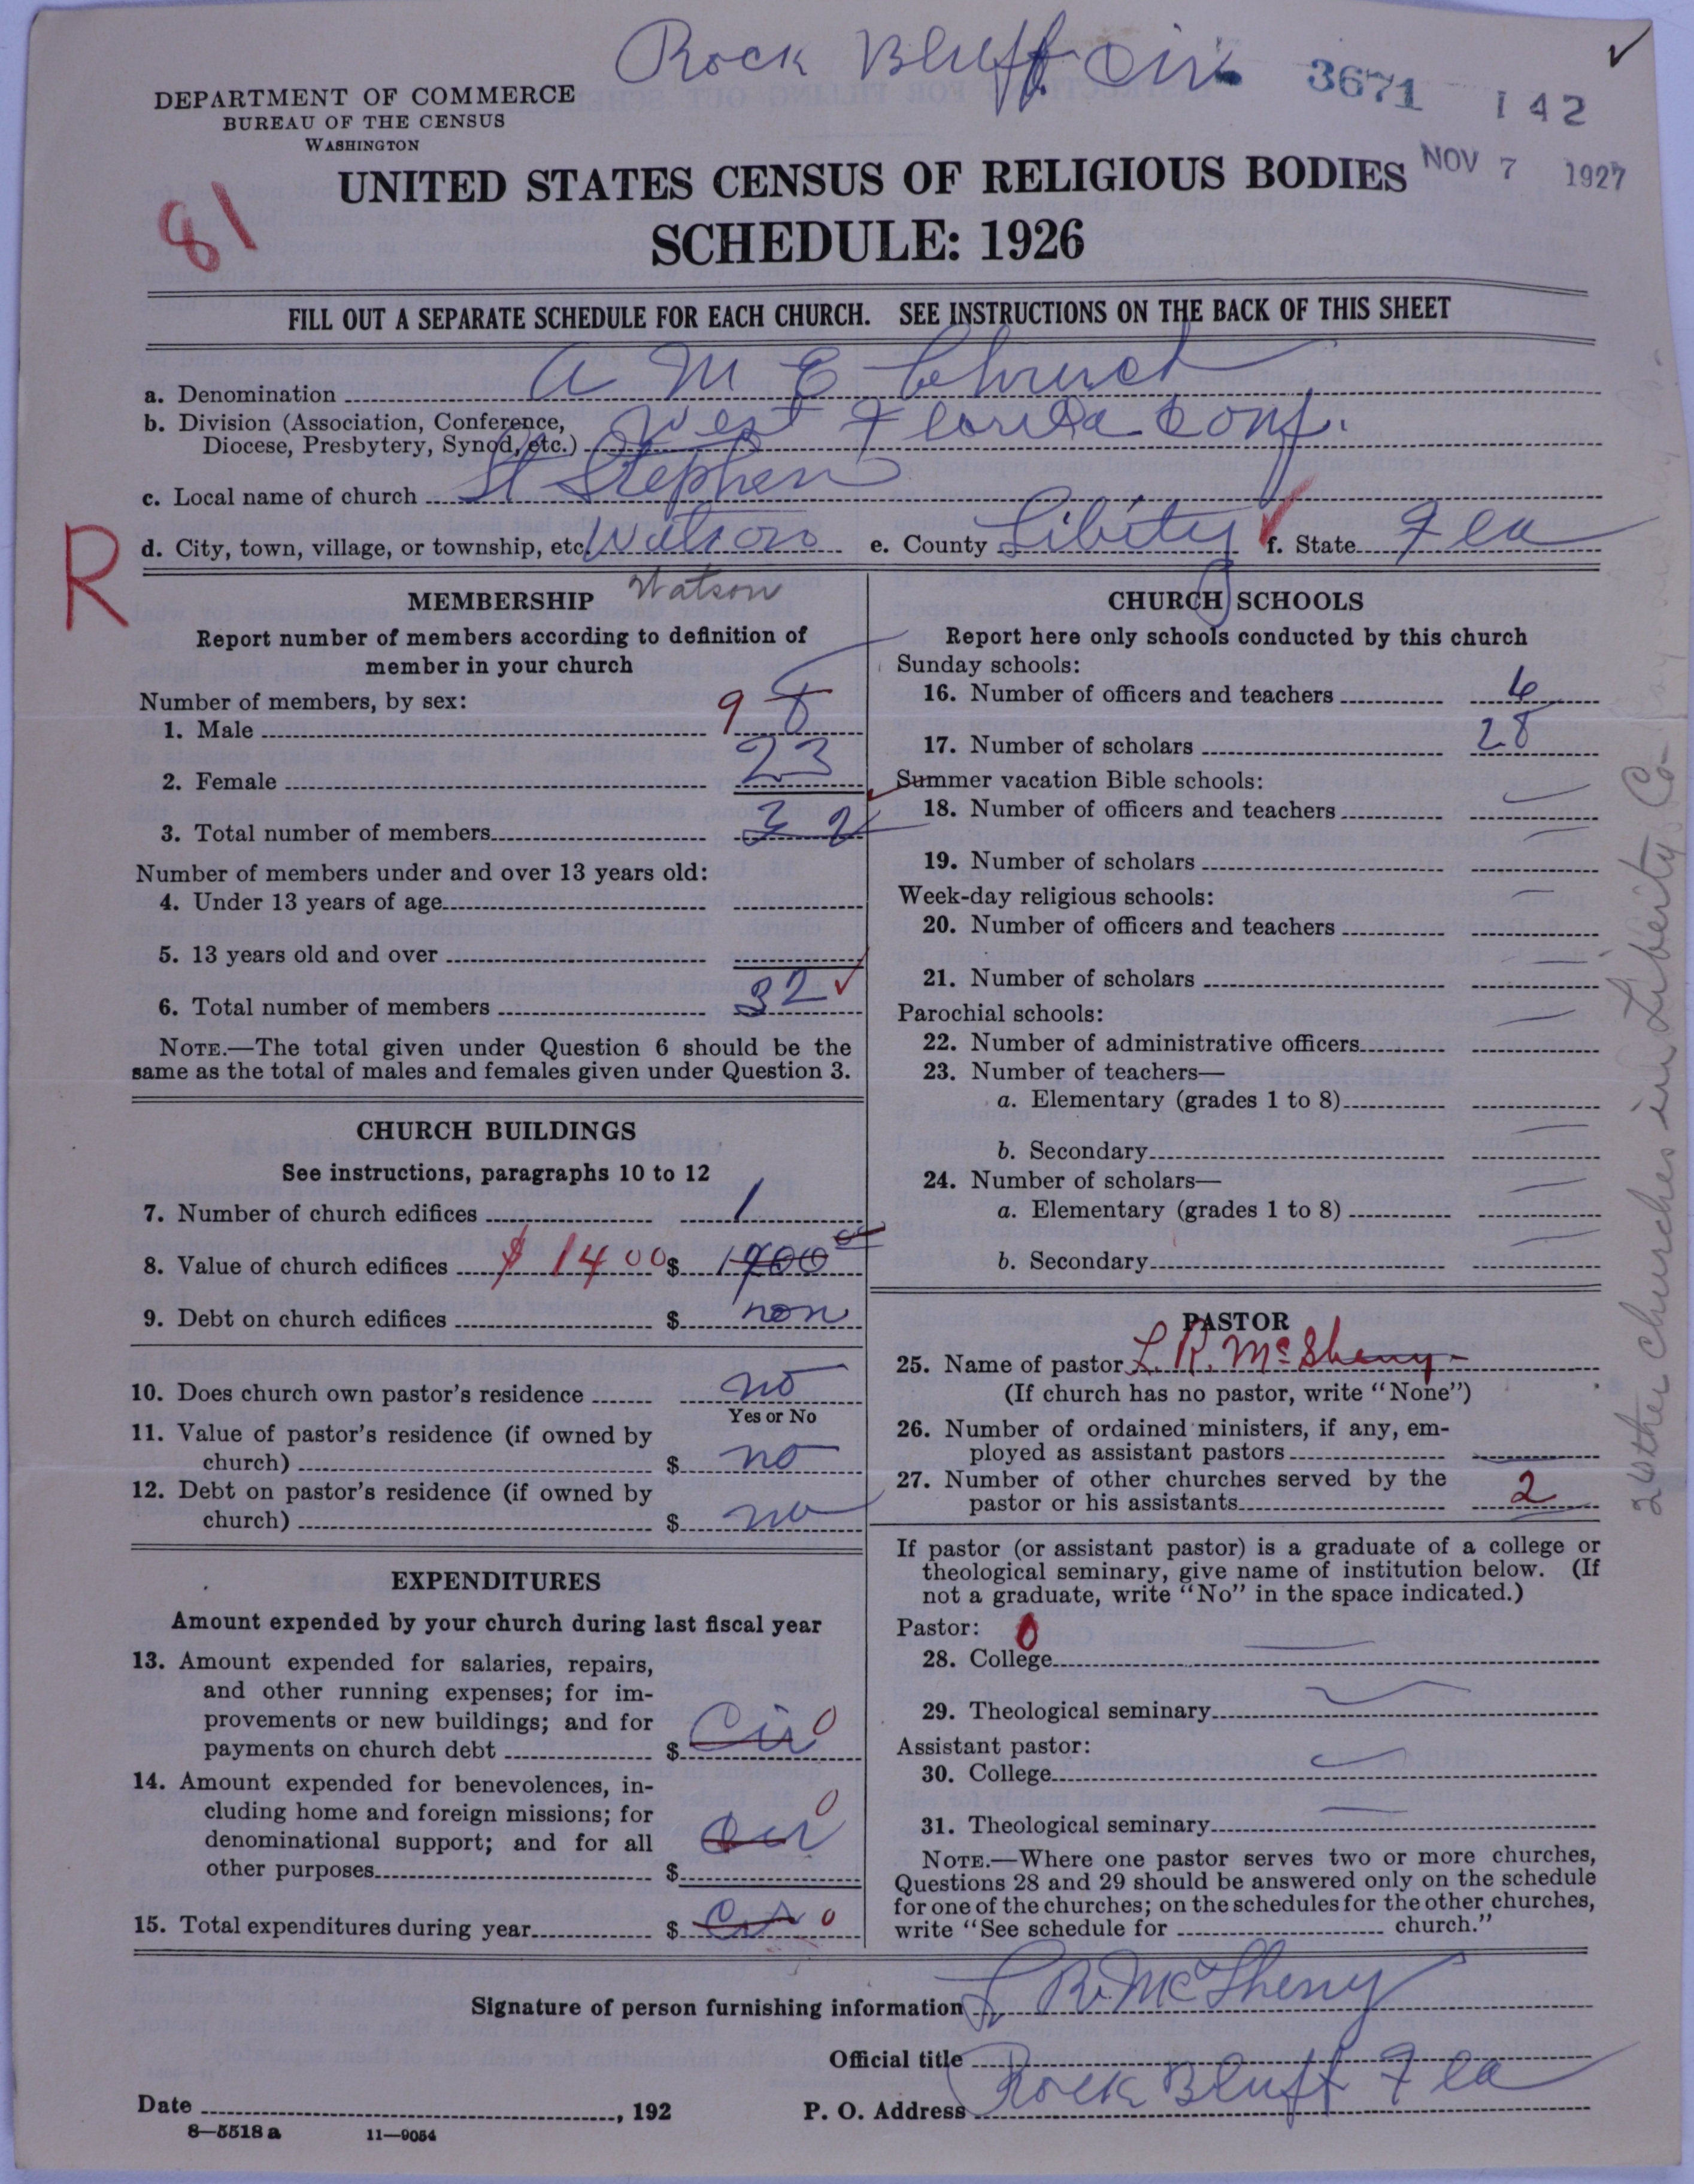 Rock Bluff Cir.
3671
142
DEPARTMENT OF COMMERCE
BUREAU OF THE CENSUS
WASHINGTON
NOV 7 1927
UNITED STATES CENSUS OF RELIGIOUS BODIES
SCHEDULE: 1926
81
FILL OUT A SEPARATE SCHEDULE FOR EACH CHURCH. SEE INSTRUCTIONS ON THE BACK OF THIS SHEET
a. Denomination A M E Church
b. Division (Association, Conference,
Diocese, Presbytery, Synod, etc.) West Florida Conf.
c. Local name of church St Stephen
d. City, town, village, or township, etc. Watson e. County Libity f. State Fla
R
Watson
MEMBERSHIP
Report number of members according to definition of
member in your church
Number of members, by sex:
1. Male 9 8
2. Female 23
3. Total number of members 32
Number of members under and over 13 years old:
4. Under 13 years of age
5. 13 years old and over
6. Total number of members 32
NOTE.—The total given under Question 6 should be the
same as the total of males and females given under Question 3.
CHURCH BUILDINGS
See instructions, paragraphs 10 to 12
7. Number of church edifices 1
8. Value of church edifices $1400 $ 1400
9. Debt on church edifices $ non
10. Does church own pastor's residence no
Yes or No
11. Value of pastor's residence (if owned by
church) $ no
12. Debt on pastor's residence (if owned by
church) $ no
EXPENDITURES
Amount expended by your church during last fiscal year
13. Amount expended for salaries, repairs,
and other running expenses; for im-
provements or new buildings; and for
payments on church debt $ Cir 0
14. Amount expended for benevolences, in-
cluding home and foreign missions; for
denominational support; and for all
other purposes $ Cir 0
15. Total expenditures during year $ Cir 0
CHURCH SCHOOLS
Report here only schools conducted by this church
Sunday schools:
16. Number of officers and teachers 6
17. Number of scholars 28
Summer vacation Bible schools:
18. Number of officers and teachers
19. Number of scholars
Week-day religious schools:
20. Number of officers and teachers
21. Number of scholars
Parochial schools:
22. Number of administrative officers
23. Number of teachers—
a. Elementary (grades 1 to 8)
b. Secondary
24. Number of scholars—
a. Elementary (grades 1 to 8)
b. Secondary
PASTOR
25. Name of pastor L. R. McSheny
(If church has no pastor, write "None")
26. Number of ordained ministers, if any, em-
ployed as assistant pastors
27. Number of other churches served by the
pastor or his assistants 2
If pastor (or assistant pastor) is a graduate of a college or
theological seminary, give name of institution below. (If
not a graduate, write "No" in the space indicated.)
Pastor: 0
28. College
29. Theological seminary
Assistant pastor:
30. College
31. Theological seminary
NOTE.—Where one pastor serves two or more churches,
Questions 28 and 29 should be answered only on the schedule
for one of the churches; on the schedules for the other churches,
write "See schedule for church."
Signature of person furnishing information L R. McSheny
Official title
Date , 192 P. O. Address Rock Bluff Fla
8—5518 a 11—9054
2 other churches in Liberity Co.